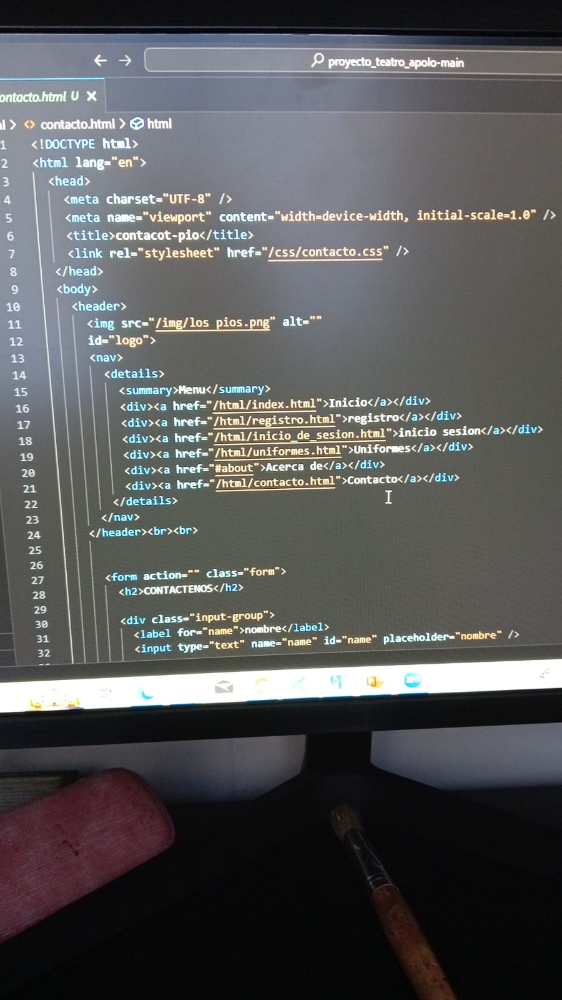 proyecto_teatro_apolo-main
ontacto.html U
contacto.html > html
1 <!DOCTYPE html>
2 <html lang="en">
3 <head>
4 <meta charset="UTF-8" />
5 <meta name="viewport" content="width=device-width, initial-scale=1.0" />
6 <title>contacot-pio</title>
7 <link rel="stylesheet" href="/css/contacto.css" />
8 </head>
9 <body>
10 <header>
11 <img src="/img/los pios.png" alt=""
12 id="logo">
13 <nav>
14 <details>
15 <summary>Menu</summary>
16 <div><a href="/html/index.html">Inicio</a></div>
17 <div><a href="/html/registro.html">registro</a></div>
18 <div><a href="/html/inicio_de_sesion.html">inicio sesion</a></div>
19 <div><a href="/html/uniformes.html">Uniformes</a></div>
20 <div><a href="#about">Acerca de</a></div>
21 <div><a href="/html/contacto.html">Contacto</a></div>
22 </details>
23 </nav>
24 </header><br><br>
25
26
27 <form action="" class="form">
28 <h2>CONTACTENOS</h2>
29
30 <div class="input-group">
31 <label for="name">nombre</label>
32 <input type="text" name="name" id="name" placeholder="nombre" />